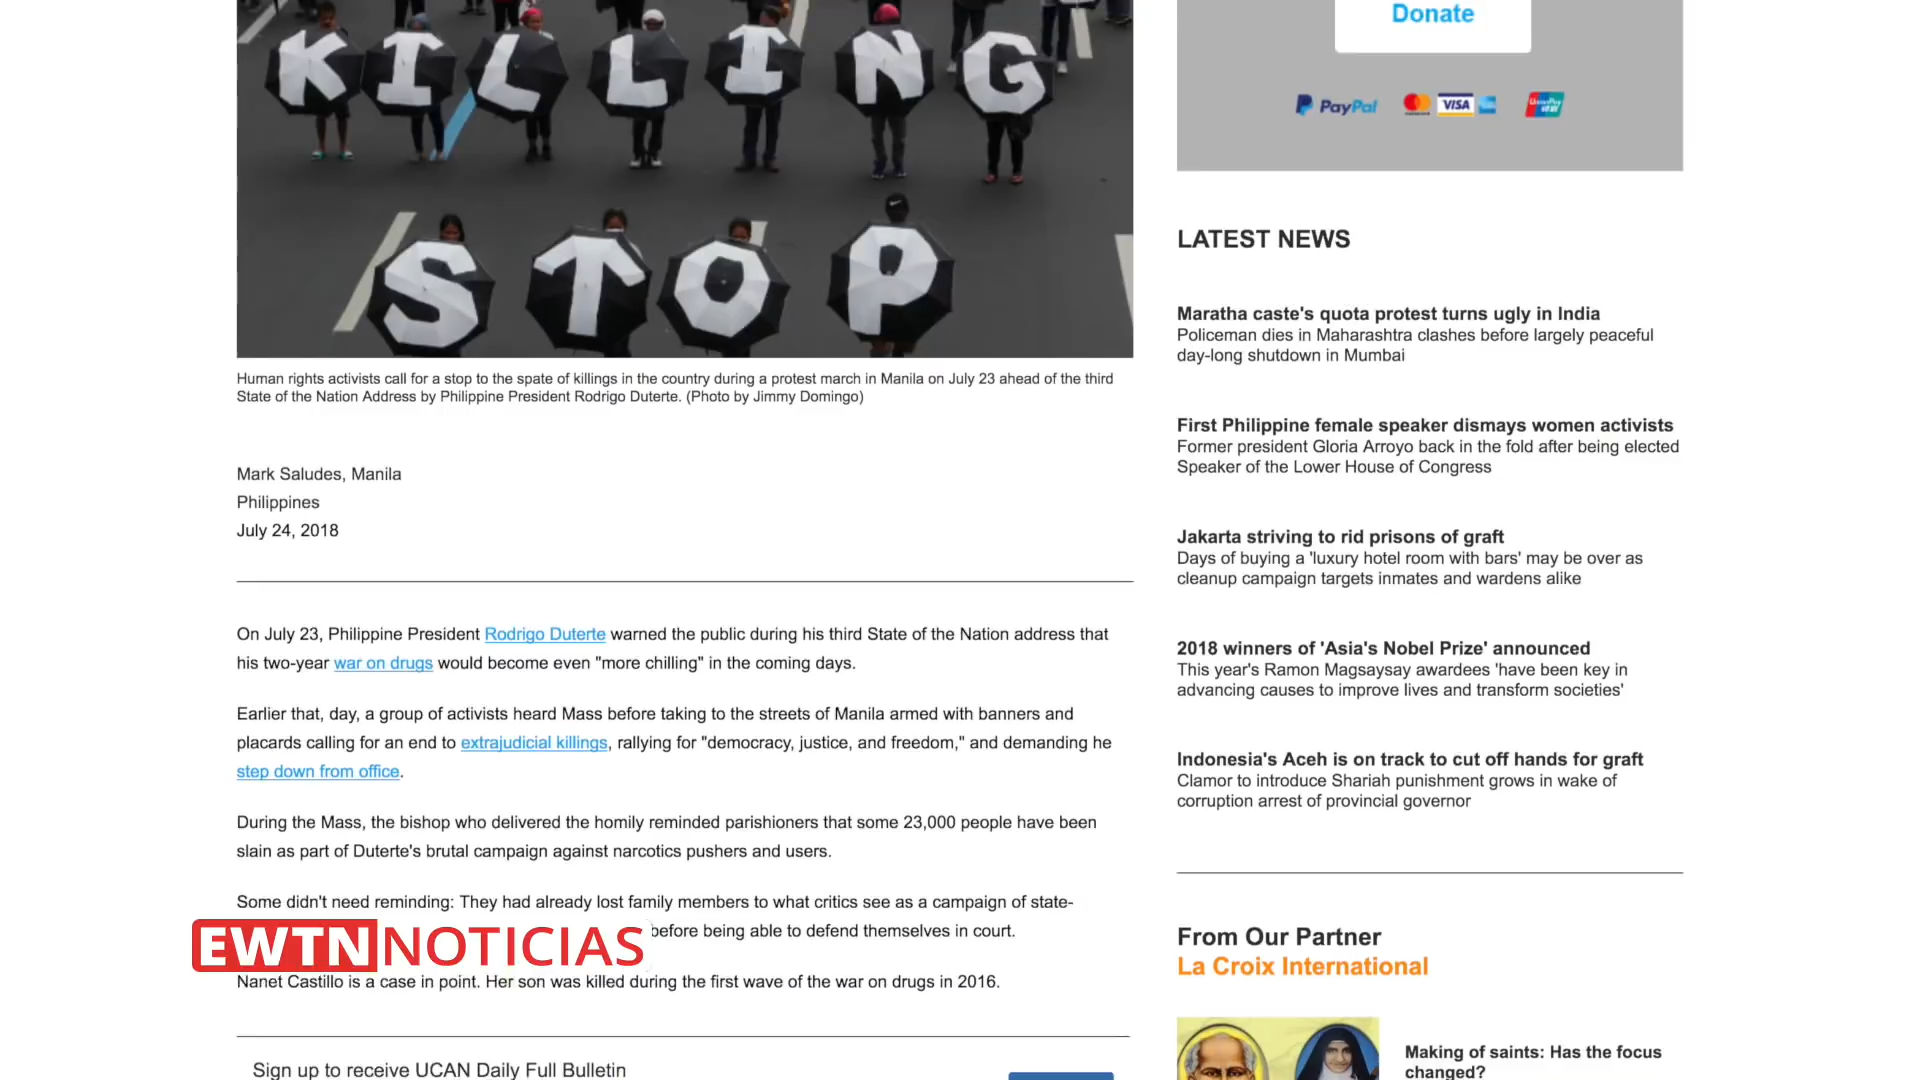 KILLING
STOP
Human rights activists call for a stop to the spate of killings in the country during a protest march in Manila on July 23 ahead of the third
State of the Nation Address by Philippine President Rodrigo Duterte. (Photo by Jimmy Domingo)
Mark Saludes, Manila
Philippines
July 24, 2018
On July 23, Philippine President Rodrigo Duterte warned the public during his third State of the Nation address that
his two-year war on drugs would become even "more chilling" in the coming days.
Earlier that, day, a group of activists heard Mass before taking to the streets of Manila armed with banners and
placards calling for an end to extrajudicial killings, rallying for "democracy, justice, and freedom," and demanding he
step down from office.
During the Mass, the bishop who delivered the homily reminded parishioners that some 23,000 people have been
slain as part of Duterte's brutal campaign against narcotics pushers and users.
Some didn't need reminding: They had already lost family members to what critics see as a campaign of state-
before being able to defend themselves in court.
EWTN NOTICIAS
Nanet Castillo is a case in point. Her son was killed during the first wave of the war on drugs in 2016.
Sign up to receive UCAN Daily Full Bulletin
Donate
PayPal
VISA
UnionPay
LATEST NEWS
Maratha caste's quota protest turns ugly in India
Policeman dies in Maharashtra clashes before largely peaceful
day-long shutdown in Mumbai
First Philippine female speaker dismays women activists
Former president Gloria Arroyo back in the fold after being elected
Speaker of the Lower House of Congress
Jakarta striving to rid prisons of graft
Days of buying a 'luxury hotel room with bars' may be over as
cleanup campaign targets inmates and wardens alike
2018 winners of 'Asia's Nobel Prize' announced
This year's Ramon Magsaysay awardees 'have been key in
advancing causes to improve lives and transform societies'
Indonesia's Aceh is on track to cut off hands for graft
Clamor to introduce Shariah punishment grows in wake of
corruption arrest of provincial governor
From Our Partner
La Croix International
Making of saints: Has the focus
changed?